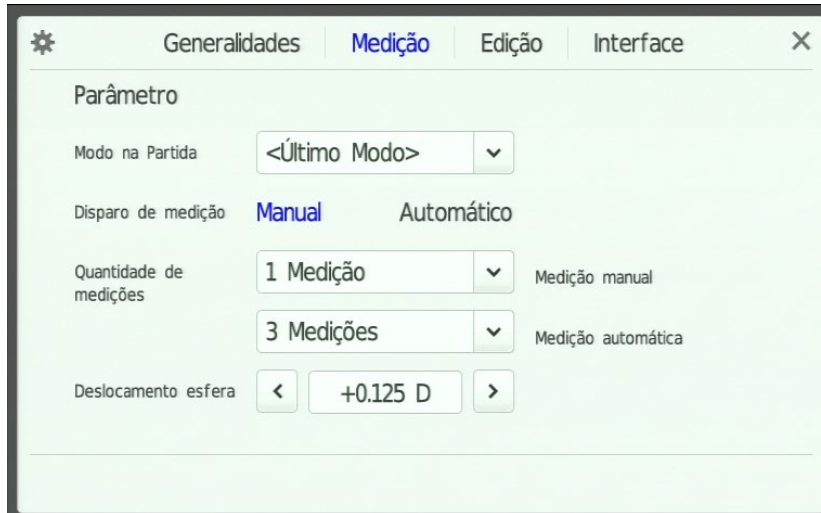 Generalidades Medição Edição Interface
Parâmetro
Modo na Partida <Último Modo>
Disparo de medição Manual Automático
Quantidade de medições 1 Medição Medição manual
3 Medições Medição automática
Deslocamento esfera +0.125 D